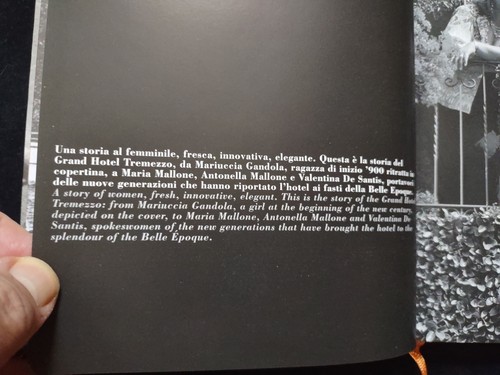 Una storia al femminile, fresca, innovativa, elegante. Questa è la storia del
Grand Hotel Tremezzo, da Mariuccia Gandola, ragazza di inizio '900 ritratta in
copertina, a Maria Mallone, Antonella Mallone e Valentina De Santis, portavoci
delle nuove generazioni che hanno riportato l'hotel ai fasti della Belle Époque.
A story of women, fresh, innovative, elegant. This is the story of the Grand Hotel
Tremezzo: from Mariuccia Gandola, a girl at the beginning of the new century,
depicted on the cover, to Maria Mallone, Antonella Mallone and Valentina De
Santis, spokeswomen of the new generations that have brought the hotel to the
splendour of the Belle Époque.